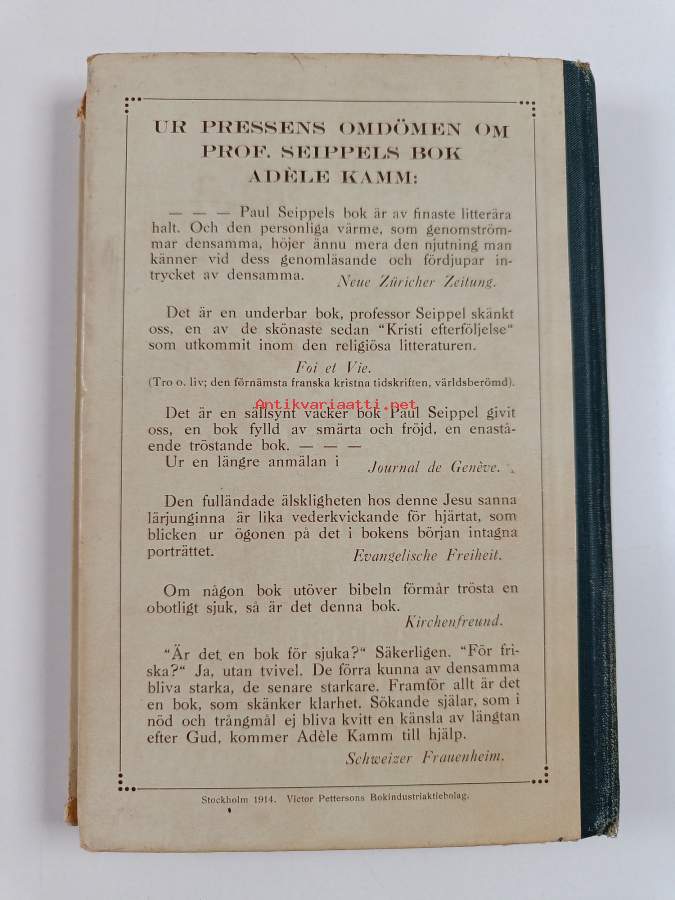 UR PRESSENS OMDÖMEN OM
PROF. SEIPPELS BOK
ADÈLE KAMM:
— — — Paul Seippels bok är av finaste litterära
halt. Och den personliga värme, som genomström-
mar densamma, höjer ännu mera den njutning man
känner vid dess genomläsande och fördjupar in-
trycket av densamma.
Neue Züricher Zeitung.
Det är en underbar bok, professor Seippel skänkt
oss, en av de skönaste sedan “Kristi efterföljelse“
som utkommit inom den religiösa litteraturen.
Foi et Vie.
(Tro o. liv; den förnämsta franska kristna tidskriften, världsberömd).
Antikvariaatti.net
Det är en sällsynt vacker bok Paul Seippel givit
oss, en bok fylld av smärta och fröjd, en enastå-
ende tröstande bok. — — —
Ur en längre anmälan i Journal de Genève.
Den fulländade älskligheten hos denne Jesu sanna
lärjunginna är lika vederkvickande för hjärtat, som
blicken ur ögonen på det i bokens början intagna
porträttet.
Evangelische Freiheit.
Om någon bok utöver bibeln förmår trösta en
obotligt sjuk, så är det denna bok.
Kirchenfreund.
“Är det en bok för sjuka?“ Säkerligen. “För fri-
ska?“ Ja, utan tvivel. De förra kunna av densamma
bliva starka, de senare starkare. Framför allt är det
en bok, som skänker klarhet. Sökande själar, som i
nöd och trångmål ej bliva kvitt en känsla av längtan
efter Gud, kommer Adèle Kamm till hjälp.
Schweizer Frauenheim.
Stockholm 1914. Victor Pettersons Bokindustriaktiebolag.